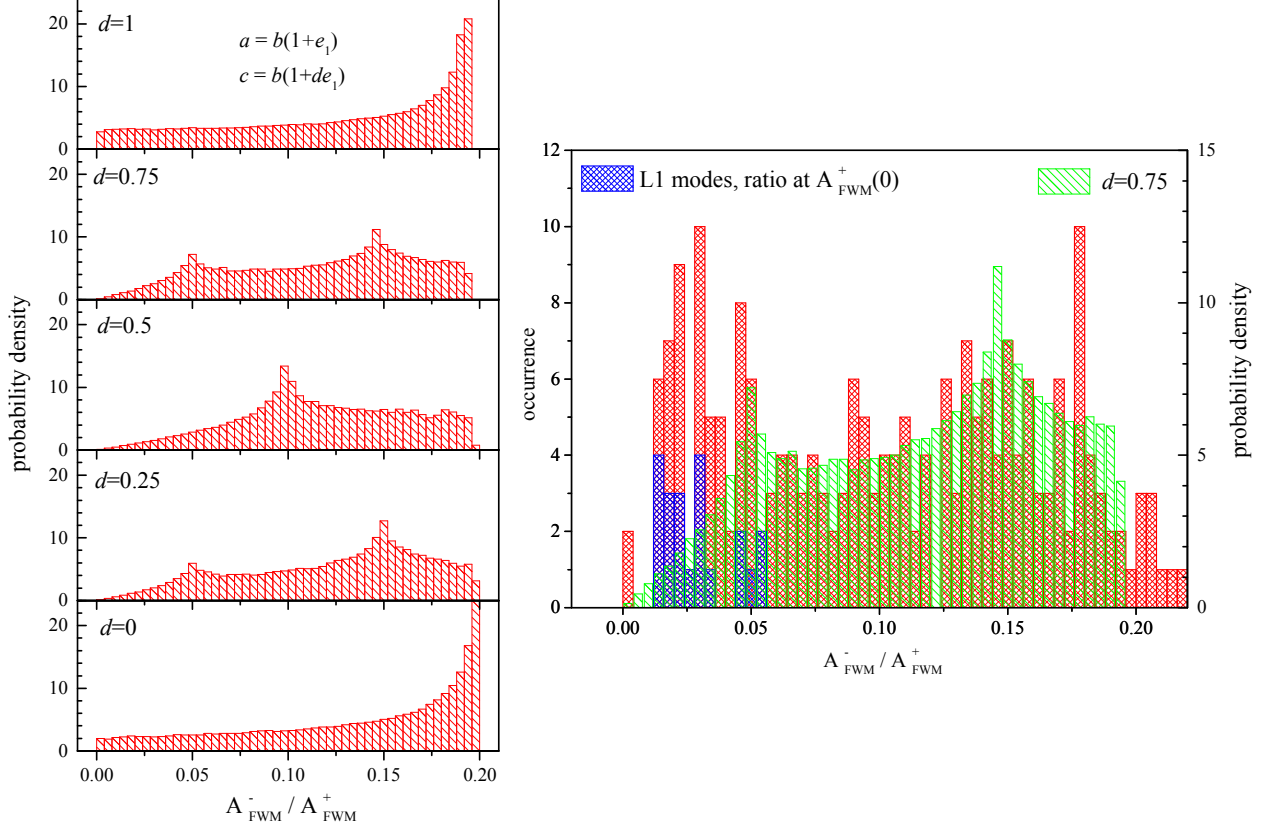 probability density
20
10
0
d=1
a = b(1+e1)
c = b(1+de1)
20
10
0
d=0.75
20
10
0
d=0.5
20
10
0
d=0.25
20
10
0
d=0
0.00 0.05 0.10 0.15 0.20
A-FWM / A+FWM
occurrence
12
10
8
6
4
2
0
L1 modes, ratio at A+FWM(0)
d=0.75
15
10
5
0
probability density
0.00 0.05 0.10 0.15 0.20
A-FWM / A+FWM